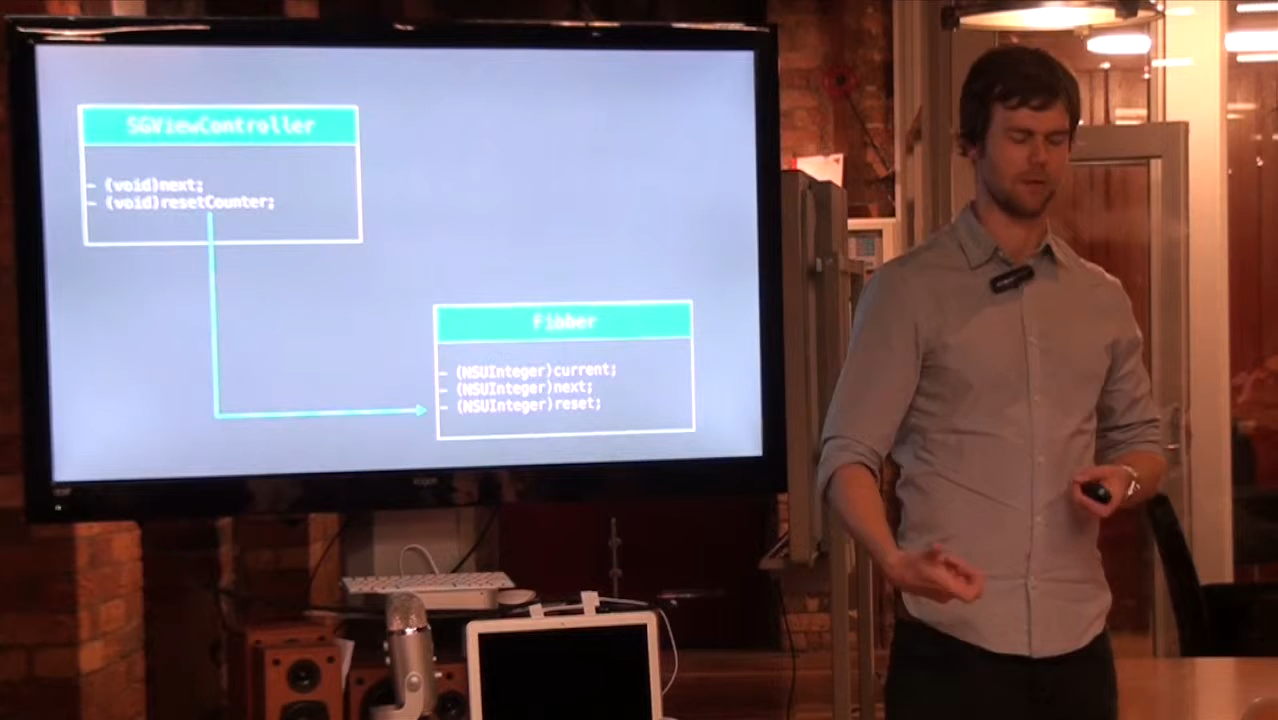 SGViewController
- (void)next;
- (void)resetCounter;
Fibber
- (NSUInteger)current;
- (NSUInteger)next;
- (NSUInteger)reset;